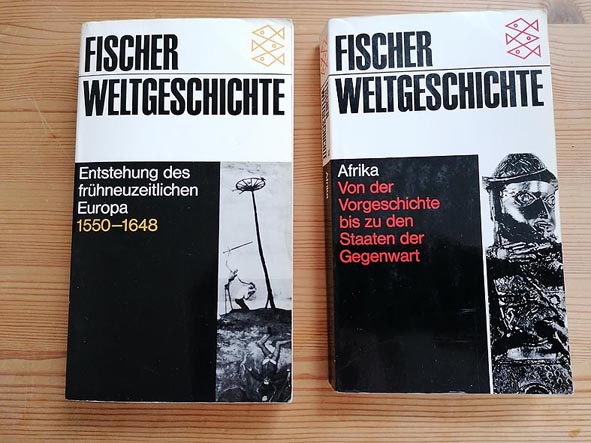 FISCHER
WELTGESCHICHTE
Entstehung des
frühneuzeitlichen
Europa
1550–1648
FISCHER
WELTGESCHICHTE
Afrika
Von der
Vorgeschichte
bis zu den
Staaten der
Gegenwart